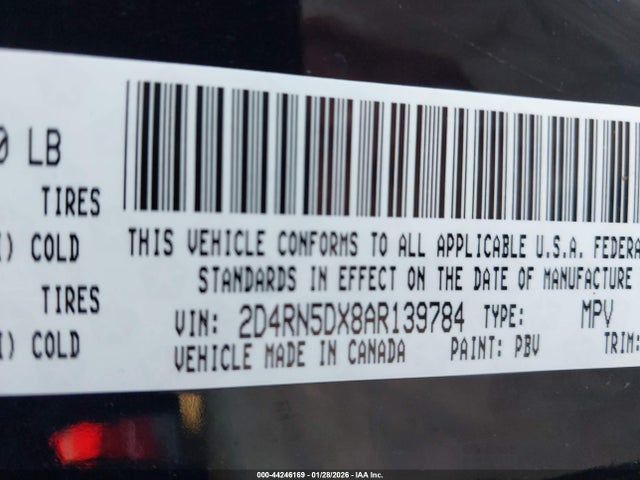 0 LB
TIRES
) COLD
TIRES
) COLD
THIS VEHICLE CONFORMS TO ALL APPLICABLE U.S.A. FEDERA
STANDARDS IN EFFECT ON THE DATE OF MANUFACTURE
VIN: 2D4RN5DX8AR139784 TYPE: MPV
VEHICLE MADE IN CANADA PAINT: PBV TRIM:
000-44246169 | 01/28/2026 | IAA Inc.